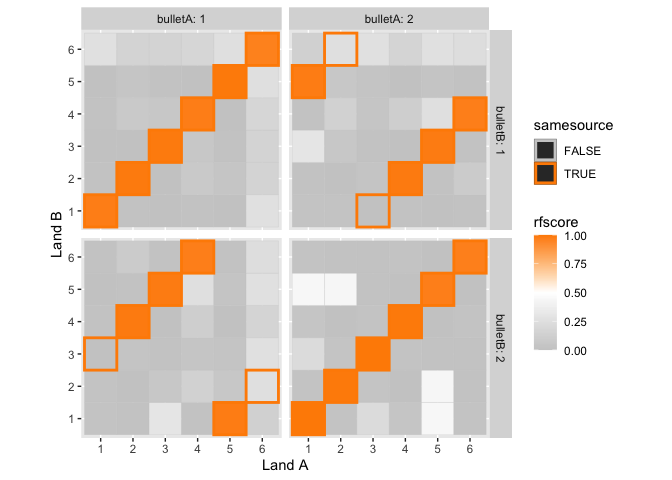 bulletA: 1
bulletA: 2
6
5
4
3
2
1
bulletB: 1
6
5
4
3
2
1
bulletB: 2
Land B
1 2 3 4 5 6
1 2 3 4 5 6
Land A
samesource
FALSE
TRUE
rfscore
1.00
0.75
0.50
0.25
0.00